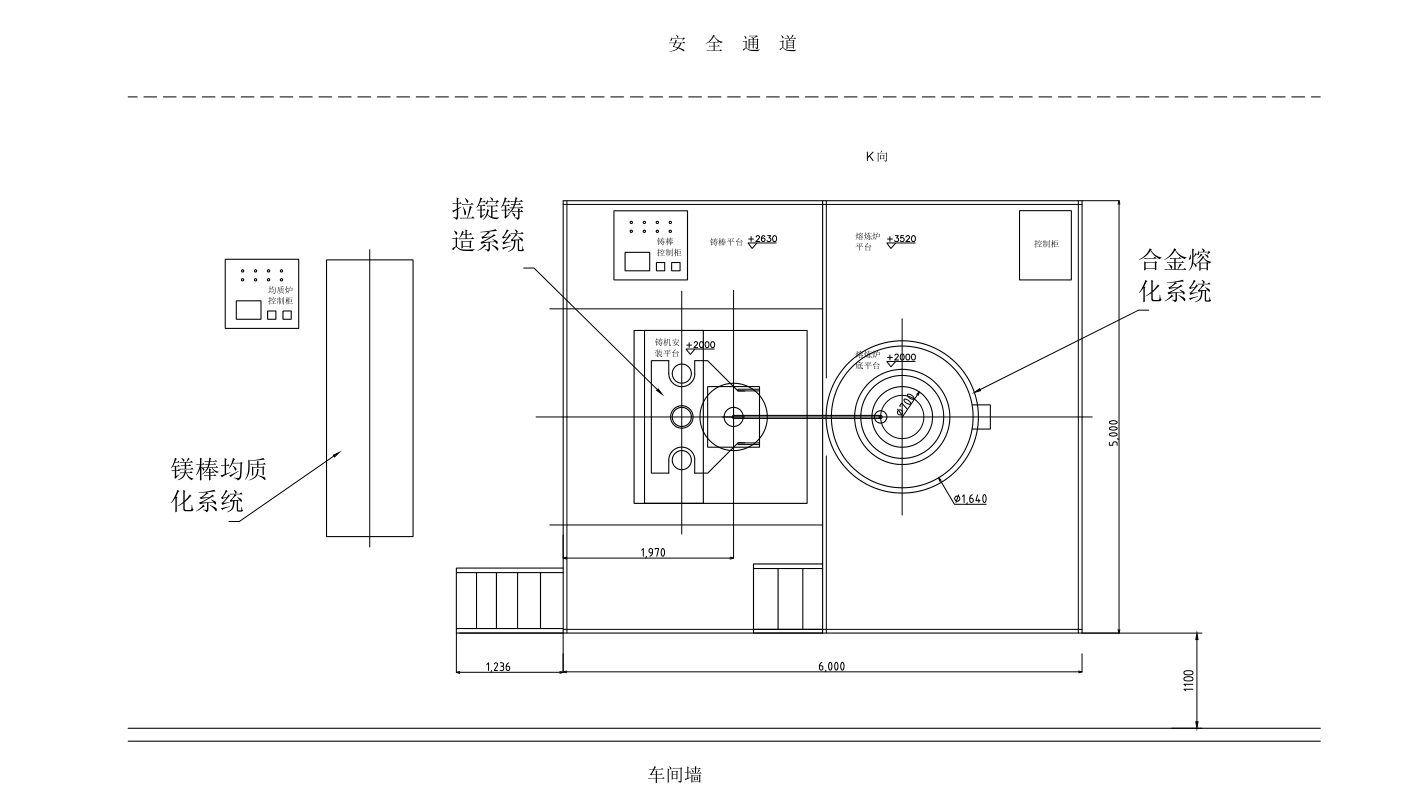 安 全 通 道
K向
拉锭铸
造系统
铸棒
控制柜
铸棒平台
+2630
熔炼炉
平台
+3520
控制柜
合金熔
化系统
均质炉
控制柜
铸机安
装平台
+2000
熔炼炉
底平台
+2000
ø700
5,000
镁棒均质
化系统
ø1,640
1,970
1,236
6,000
1100
车间墙